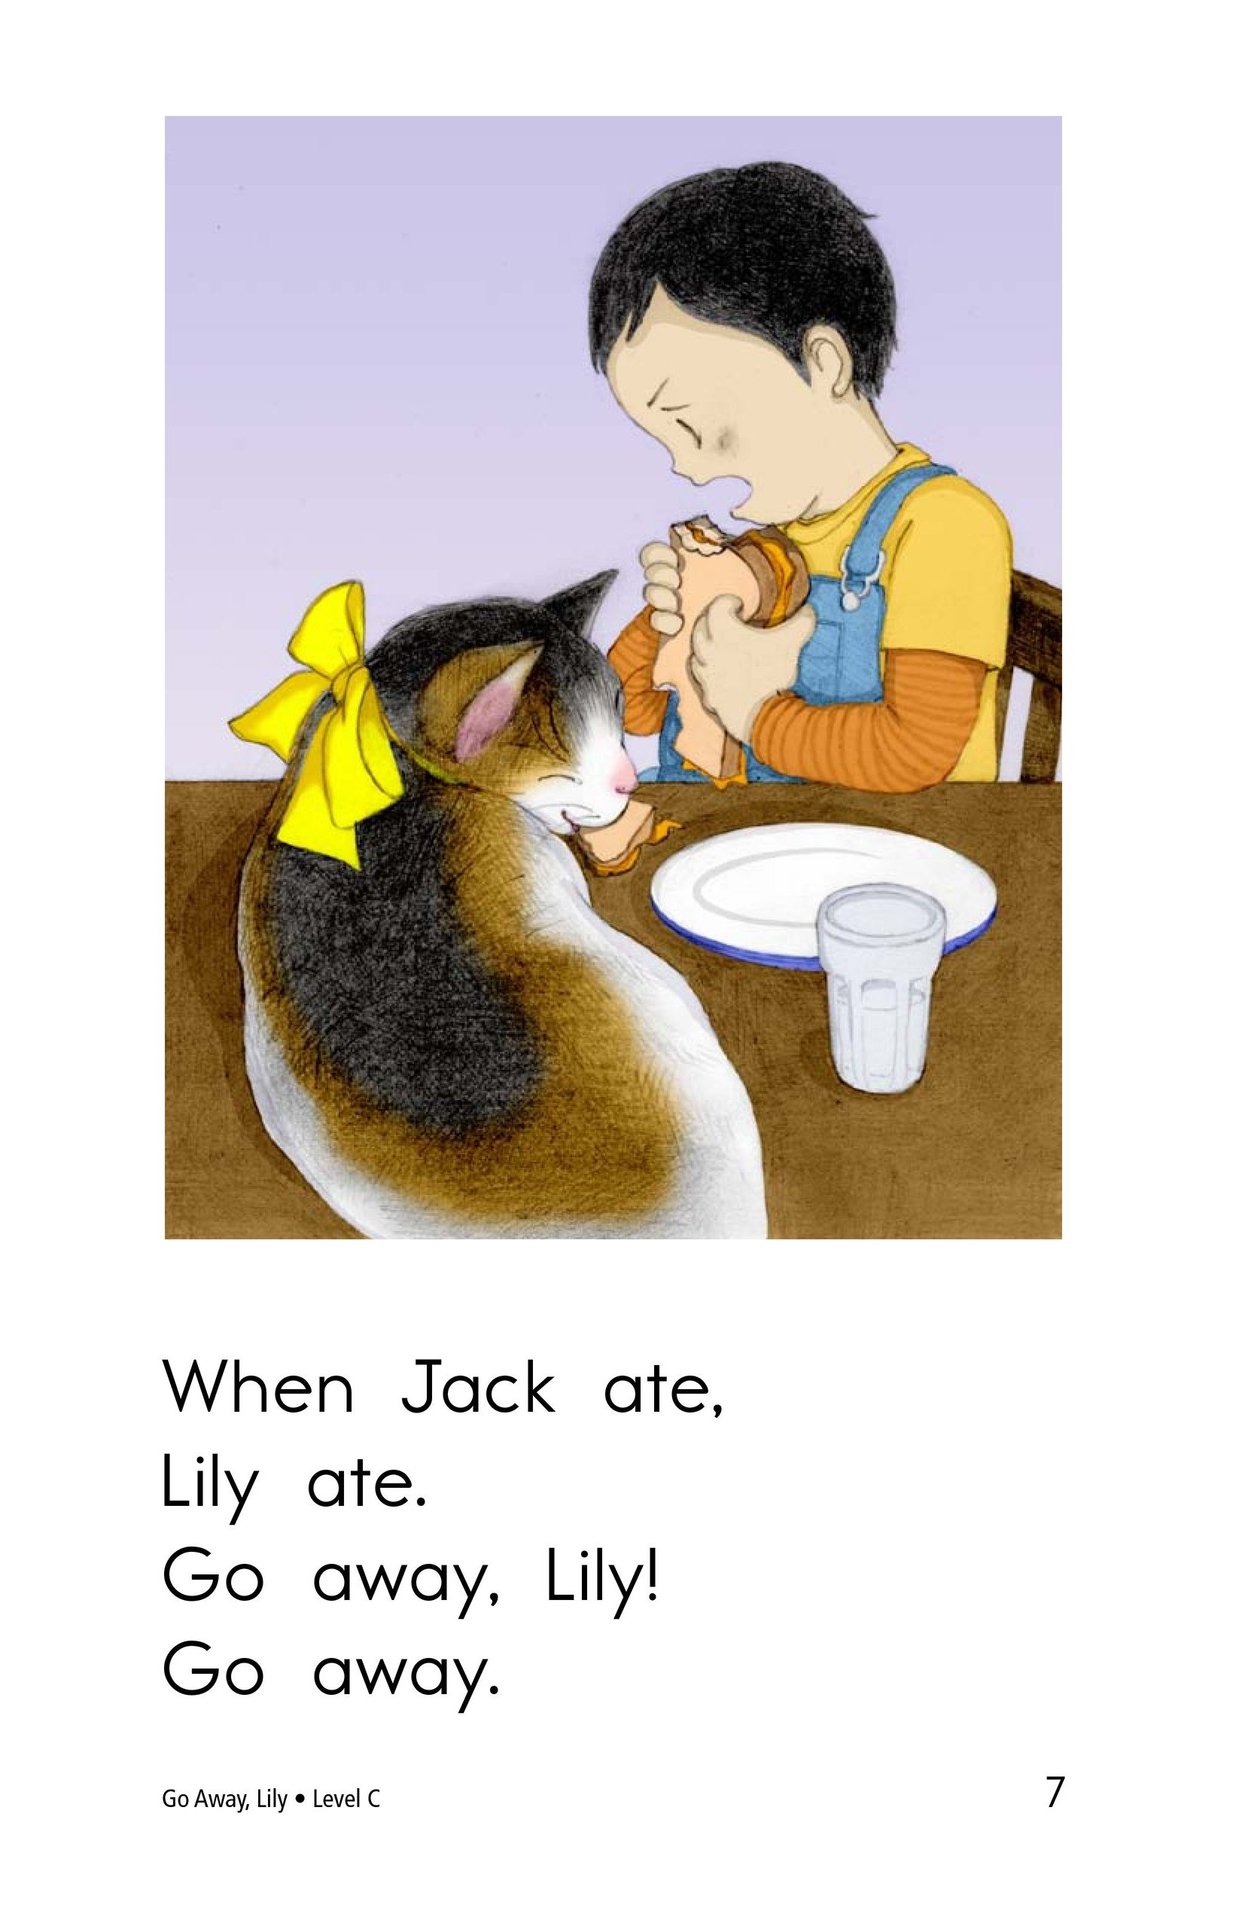 When Jack ate,
Lily ate.
Go away, Lily!
Go away.
Go Away, Lily • Level C
7